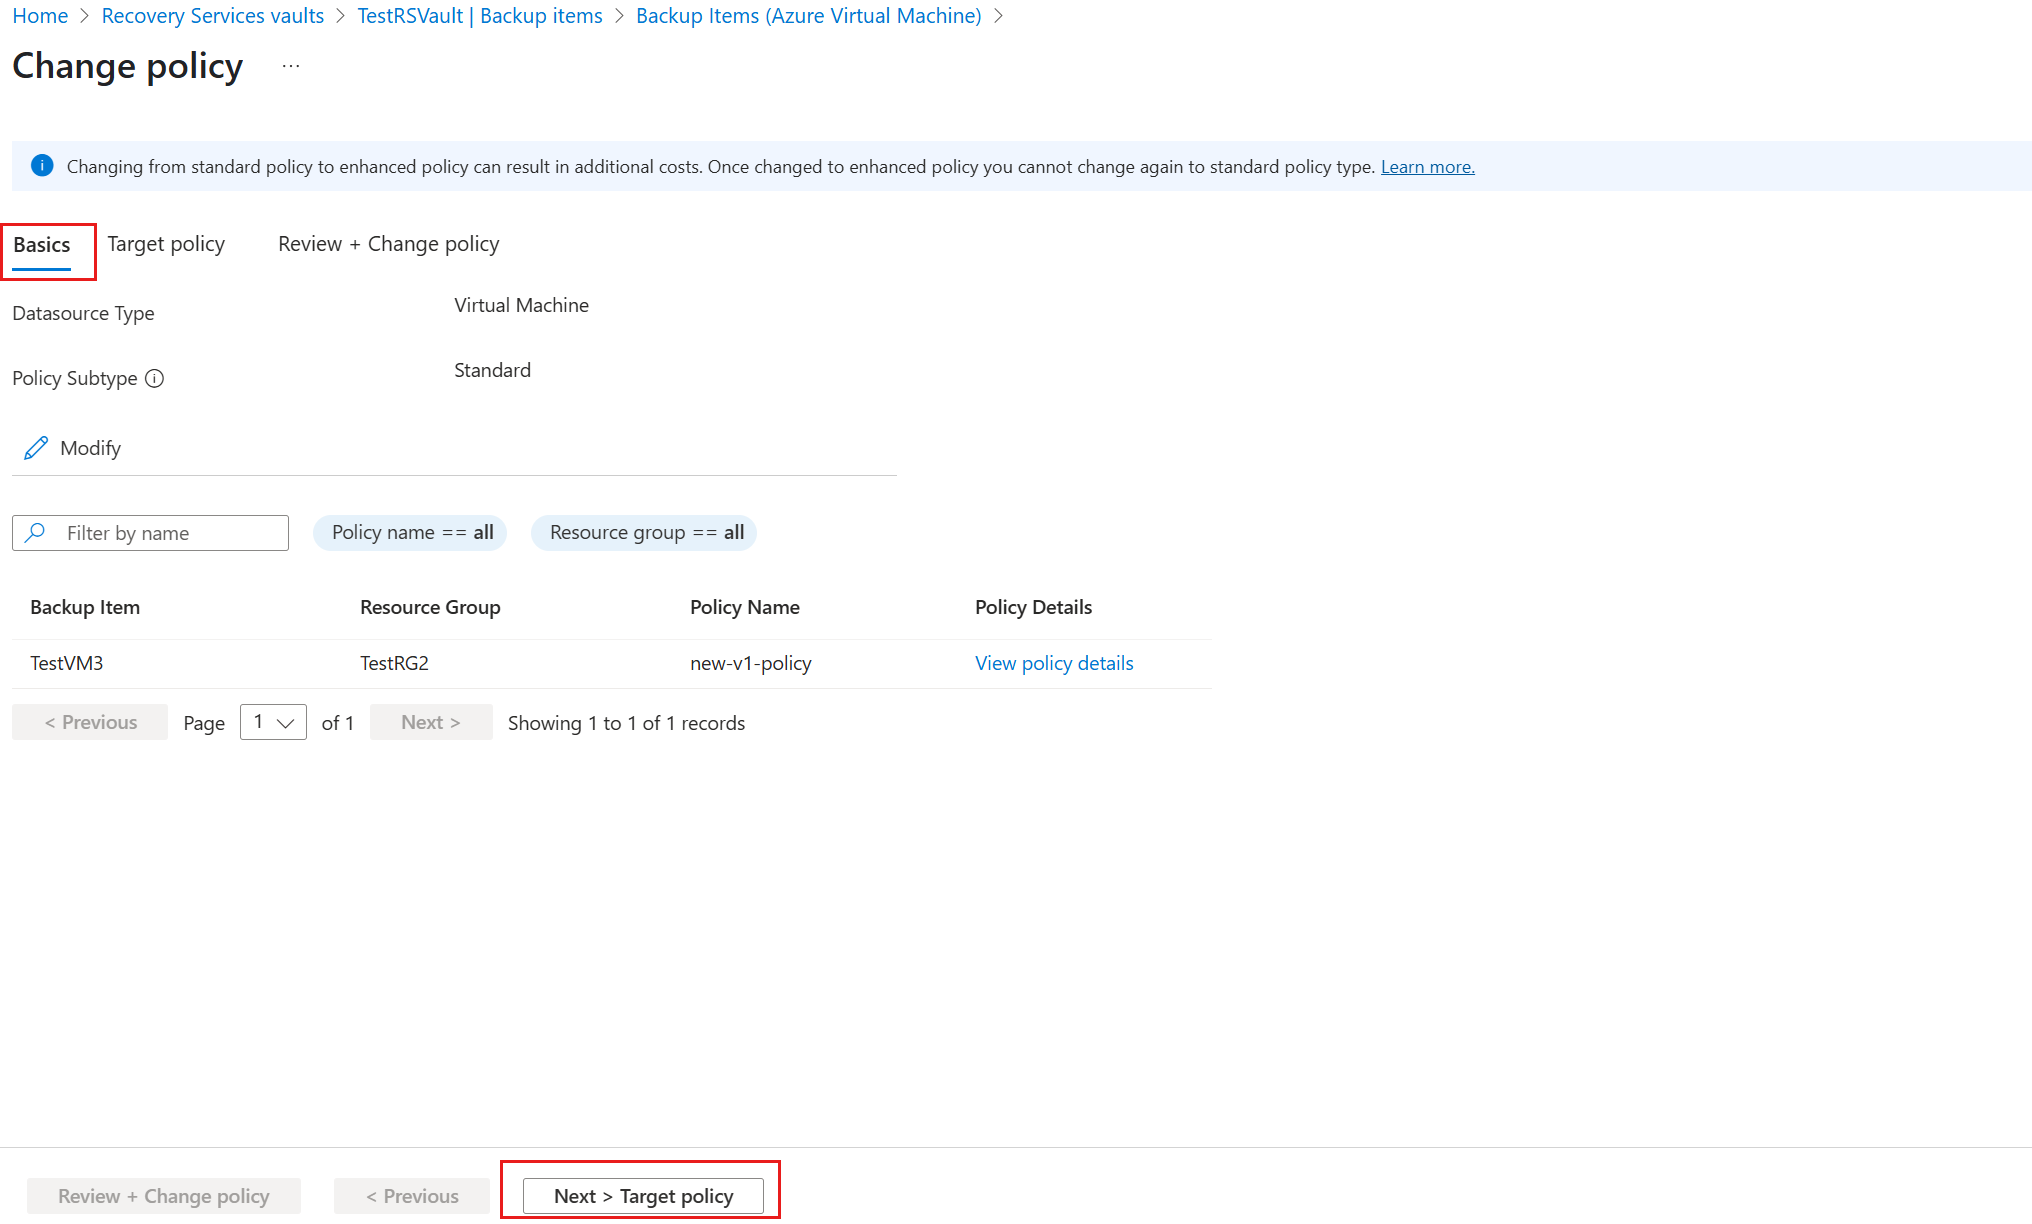 Home > Recovery Services vaults > TestRSVault | Backup items > Backup Items (Azure Virtual Machine) >
Change policy ...
Changing from standard policy to enhanced policy can result in additional costs. Once changed to enhanced policy you cannot change again to standard policy type. Learn more.
Basics Target policy Review + Change policy
Datasource Type Virtual Machine
Policy Subtype Standard
Modify
Filter by name Policy name == all Resource group == all
Backup Item Resource Group Policy Name Policy Details
TestVM3 TestRG2 new-v1-policy View policy details
< Previous Page 1 of 1 Next > Showing 1 to 1 of 1 records
Review + Change policy < Previous Next > Target policy